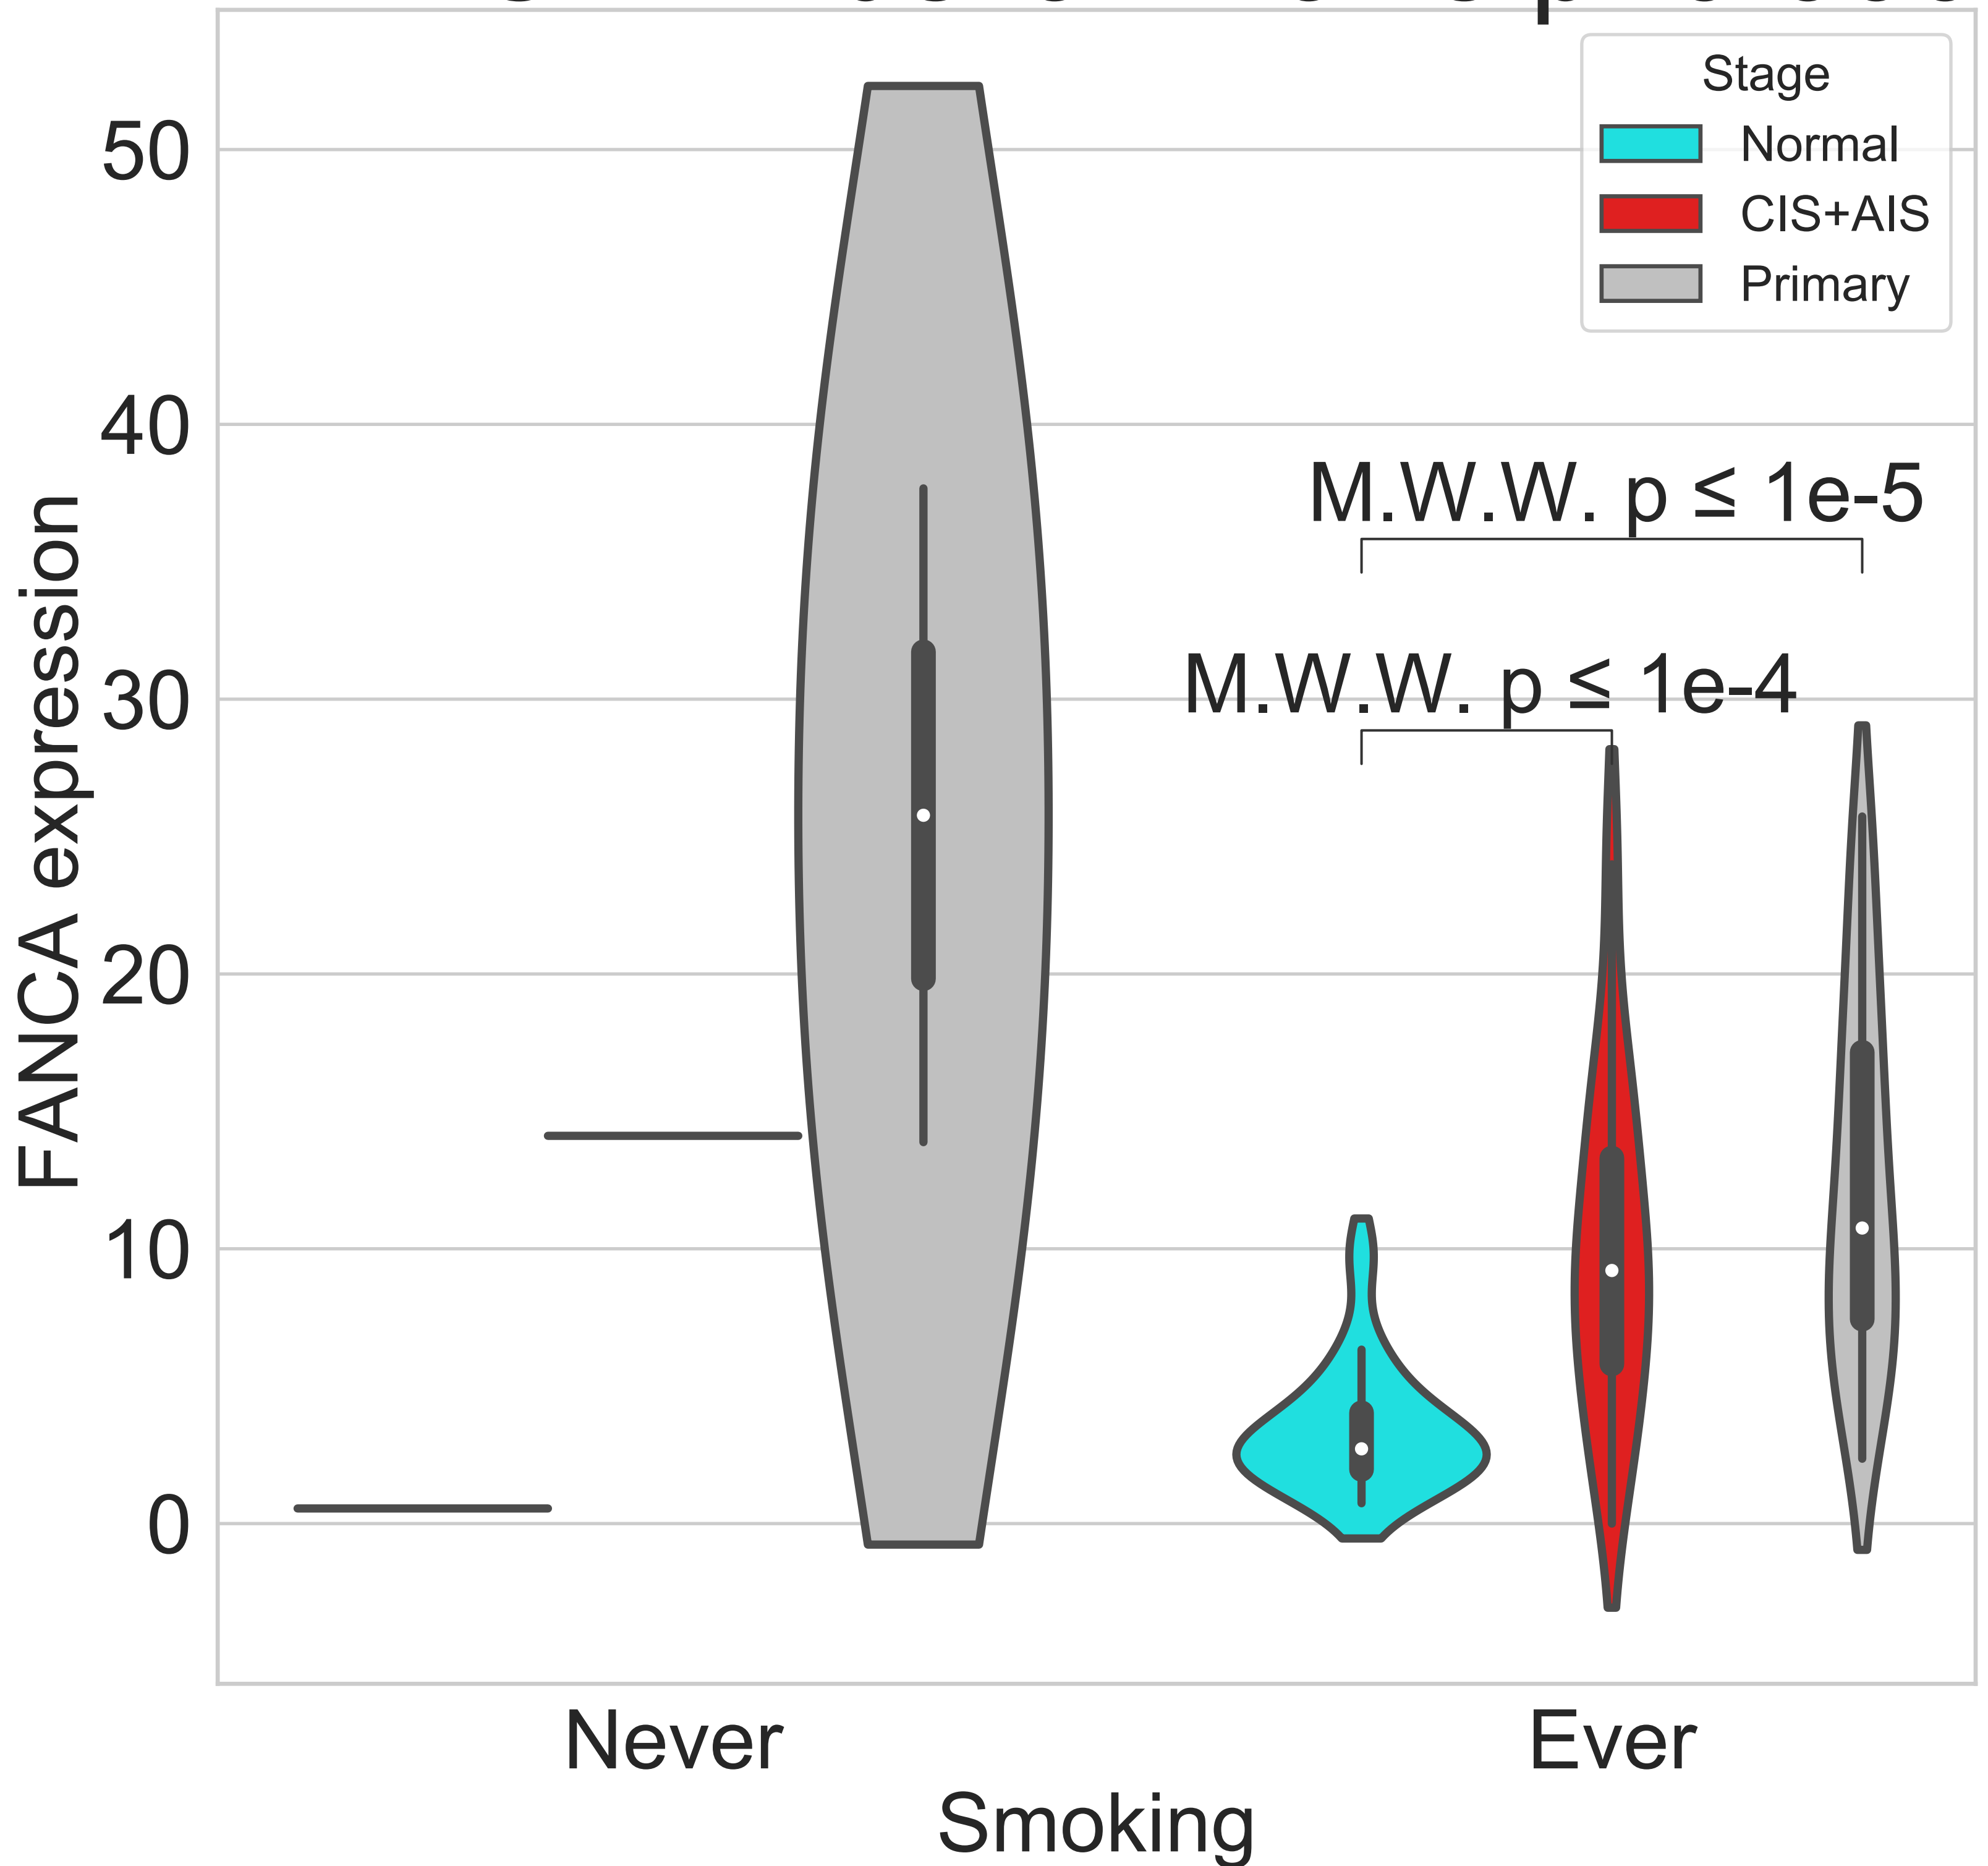 Stage
Normal
CIS+AIS
Primary
50
40
30
20
10
0
FANCA expression
M.W.W. p ≤ 1e-5
M.W.W. p ≤ 1e-4
Never
Ever
Smoking